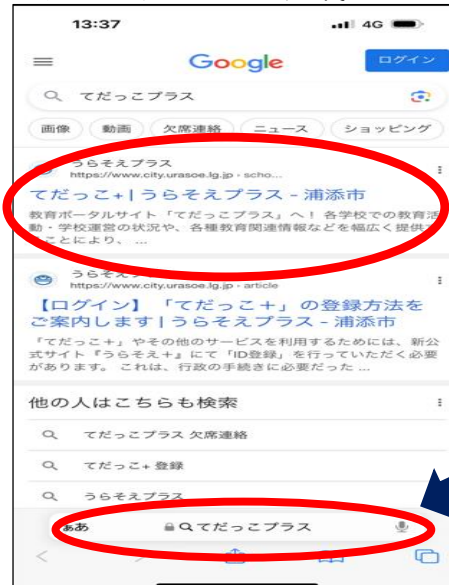 13:37
4G
Google
ログイン
てだっこプラス
画像
動画
欠席連絡
ニュース
ショッピング
うらそえプラス
https://www.city.urasoe.lg.jp › scho...
てだっこ+ | うらそえプラス - 浦添市
教育ポータルサイト「てだっこプラス」へ! 各学校での教育活
動・学校運営の状況や、各種教育関連情報などを幅広く提供
ことにより、 ...
うらそえ
https://www.city.urasoe.lg.jp › article
【ログイン】 「てだっこ＋」の登録方法を
ご案内します | うらそえプラス - 浦添市
「てだっこ＋」やその他のサービスを利用するためには、新公
式サイト『うらそえ+』にて「ID登録」を行っていただく必要
があります。 これは、行政の手続きに必要だった ...
他の人はこちらも検索
てだっこプラス 欠席連絡
てだっこ+ 登録
うらそえプラス
ああ
てだっこプラス